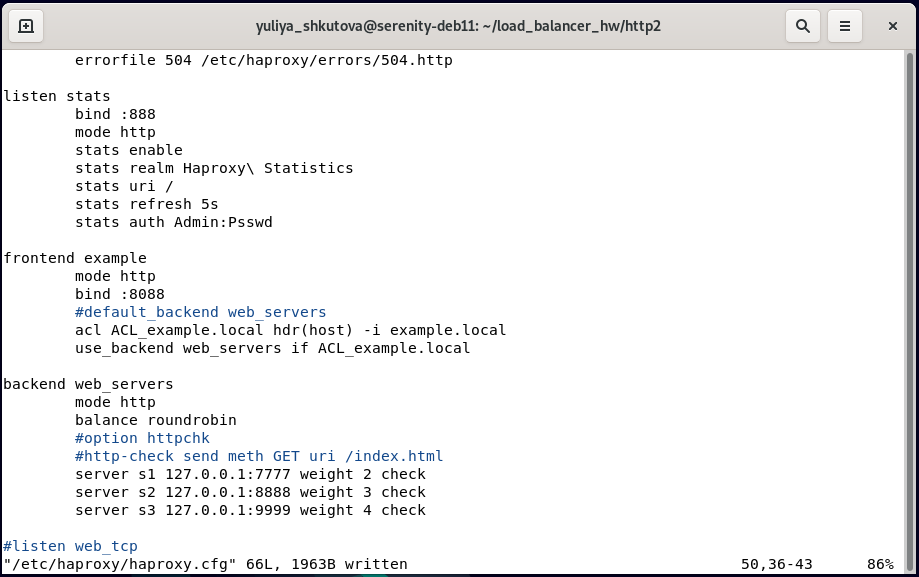 yuliya_shkutova@serenity-deb11: ~/load_balancer_hw/http2
errorfile 504 /etc/haproxy/errors/504.http
listen stats
bind :888
mode http
stats enable
stats realm Haproxy\ Statistics
stats uri /
stats refresh 5s
stats auth Admin:Psswd
frontend example
mode http
bind :8088
#default_backend web_servers
acl ACL_example.local hdr(host) -i example.local
use_backend web_servers if ACL_example.local
backend web_servers
mode http
balance roundrobin
#option httpchk
#http-check send meth GET uri /index.html
server s1 127.0.0.1:7777 weight 2 check
server s2 127.0.0.1:8888 weight 3 check
server s3 127.0.0.1:9999 weight 4 check
#listen web_tcp
"/etc/haproxy/haproxy.cfg" 66L, 1963B written 50,36-43 86%